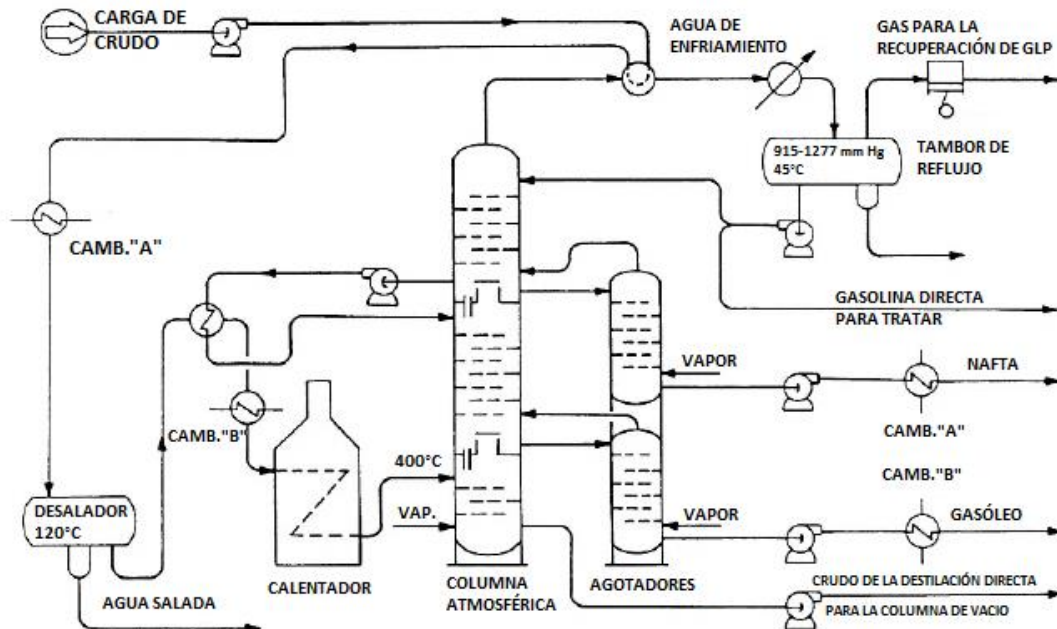 CARGA DE
CRUDO
AGUA DE
ENFRIAMIENTO
GAS PARA LA
RECUPERACIÓN DE GLP
915-1277 mm Hg
45°C
TAMBOR DE
REFLUJO
CAMB."A"
GASOLINA DIRECTA
PARA TRATAR
VAPOR
NAFTA
CAMB."B"
CAMB."A"
400°C
CAMB."B"
DESALADOR
120°C
VAP.
VAPOR
GASÓLEO
CALENTADOR
COLUMNA
ATMOSFÉRICA
AGOTADORES
CRUDO DE LA DESTILACIÓN DIRECTA
PARA LA COLUMNA DE VACIO
AGUA SALADA